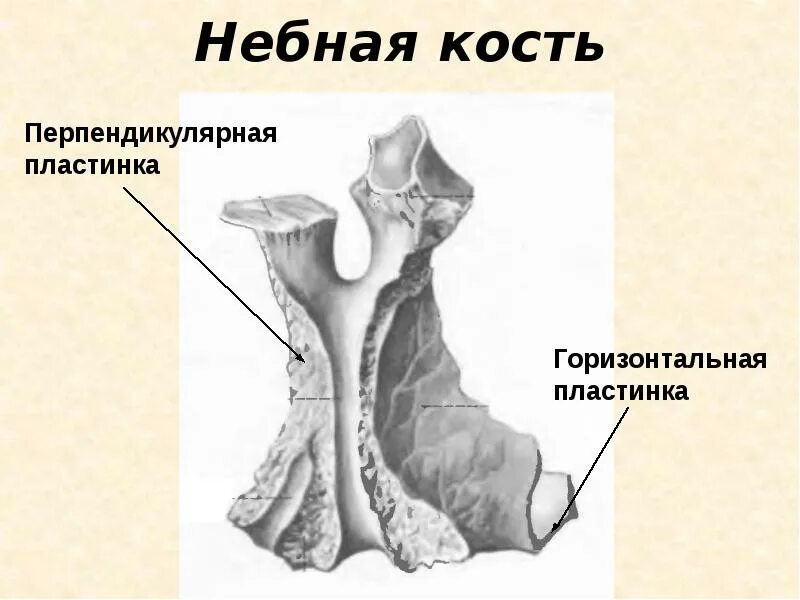 Небная кость
Перпендикулярная
пластинка
Горизонтальная
пластинка